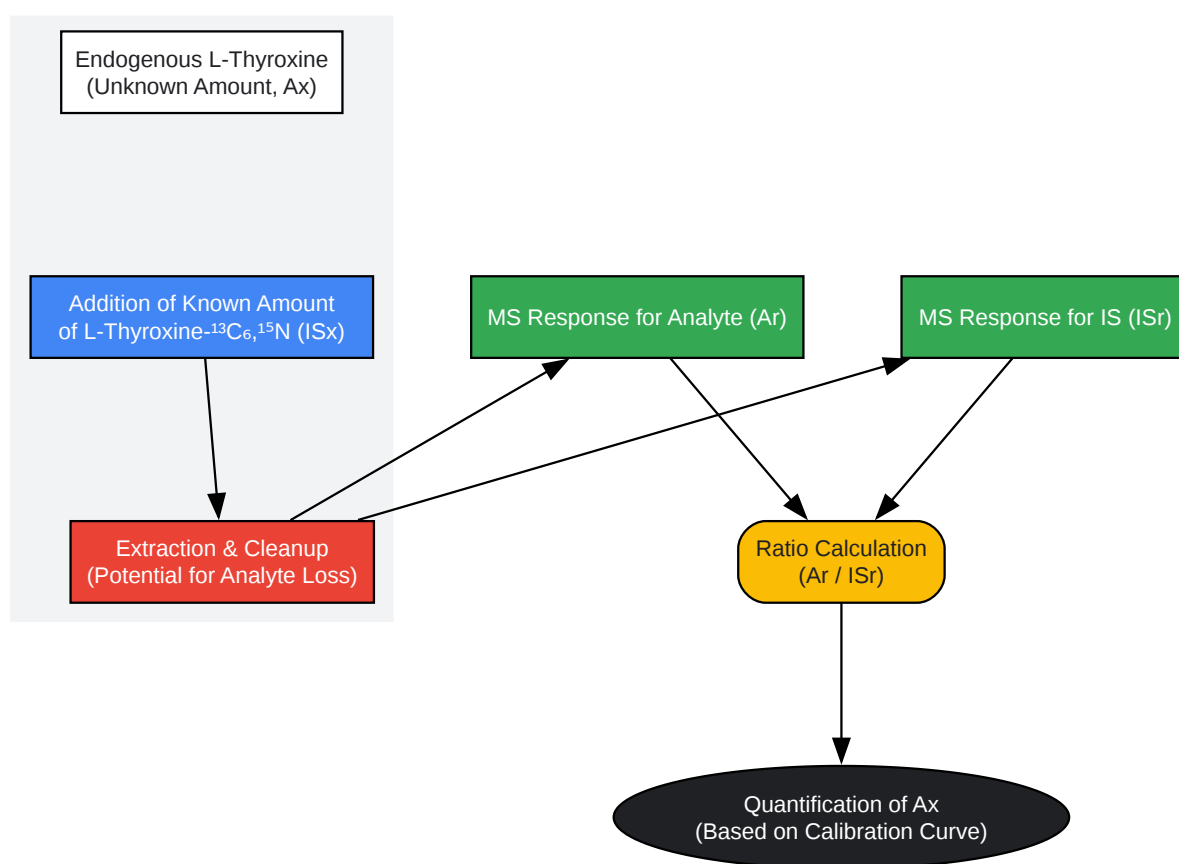 Endogenous L-Thyroxine
(Unknown Amount, Ax)
Addition of Known Amount
of L-Thyroxine-¹³C₆,¹⁵N (ISx)
MS Response for Analyte (Ar)
MS Response for IS (ISr)
Extraction & Cleanup
(Potential for Analyte Loss)
Ratio Calculation
(Ar / ISr)
Quantification of Ax
(Based on Calibration Curve)